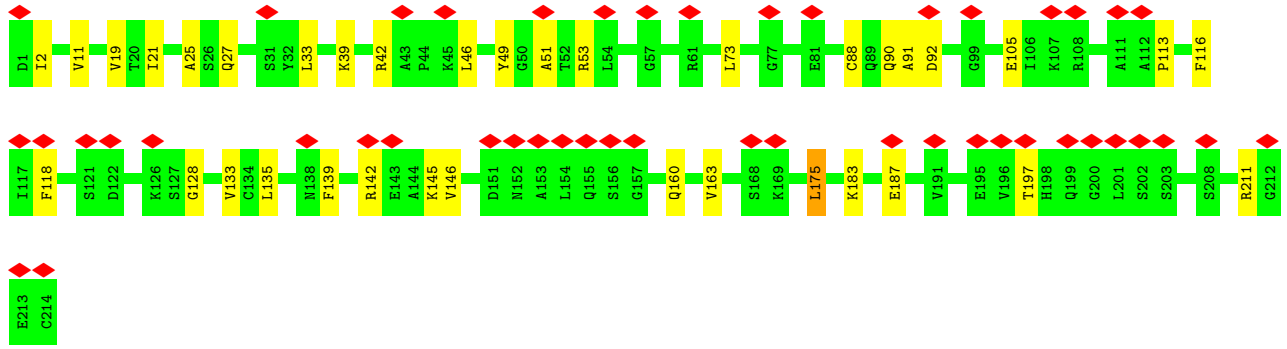 D1 I2 V11 V19 T20 I21 A25 S26 Q27 S31 Y32 L33 K39 R42 A43 P44 K45 L46 Y49 G50 A51 T52 R53 L54 G57 R61 L73 G77 E81 C88 Q89 Q90 A91 D92 G99 E105 I106 K107 R108 A111 A112 P113 F116
I117 F118 S121 D122 K126 S127 G128 V133 C134 L135 N138 F139 R142 E143 A144 K145 V146 D151 N152 A153 L154 Q155 S156 G157 Q160 V163 S168 K169 L175 K183 E187 V191 E195 V196 T197 H198 Q199 G200 L201 S202 S203 S208 R211 G212
E213 C214